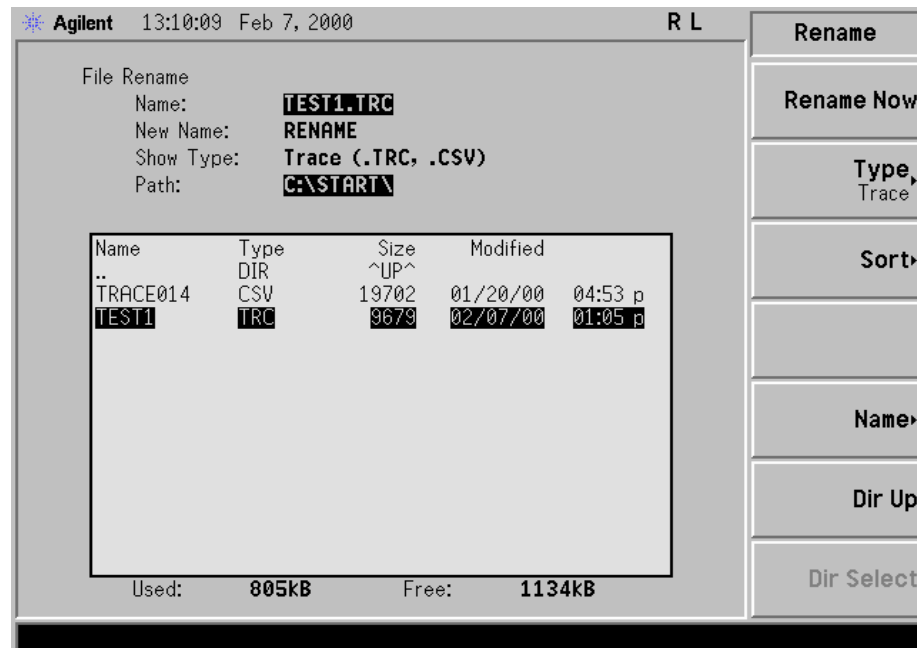 Agilent 13:10:09 Feb 7, 2000 R L
File Rename
Name: TEST1.TRC
New Name: RENAME
Show Type: Trace (.TRC, .CSV)
Path: C:\START\
Name Type Size Modified
.. DIR ^UP^
TRACE014 CSV 19702 01/20/00 04:53 p
TEST1 TRC 9679 02/07/00 01:05 p
Used: 805kB Free: 1134kB
Rename
Rename Now
Type
Trace
Sort
Name
Dir Up
Dir Select